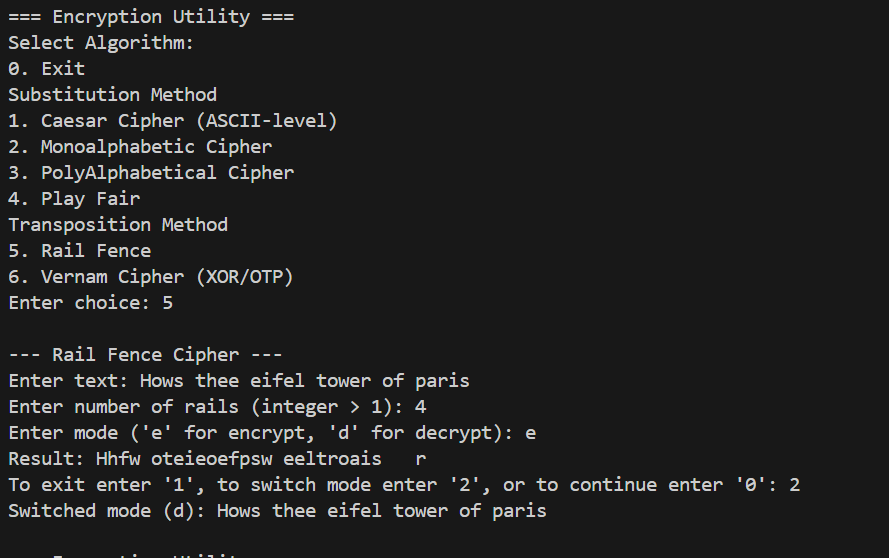 === Encryption Utility ===
Select Algorithm:
0. Exit
Substitution Method
1. Caesar Cipher (ASCII-level)
2. Monoalphabetic Cipher
3. PolyAlphabetical Cipher
4. Play Fair
Transposition Method
5. Rail Fence
6. Vernam Cipher (XOR/OTP)
Enter choice: 5

--- Rail Fence Cipher ---
Enter text: Hows thee eifel tower of paris
Enter number of rails (integer > 1): 4
Enter mode ('e' for encrypt, 'd' for decrypt): e
Result: Hhfw oteieoefpsw eeltroais   r
To exit enter '1', to switch mode enter '2', or to continue enter '0': 2
Switched mode (d): Hows thee eifel tower of paris